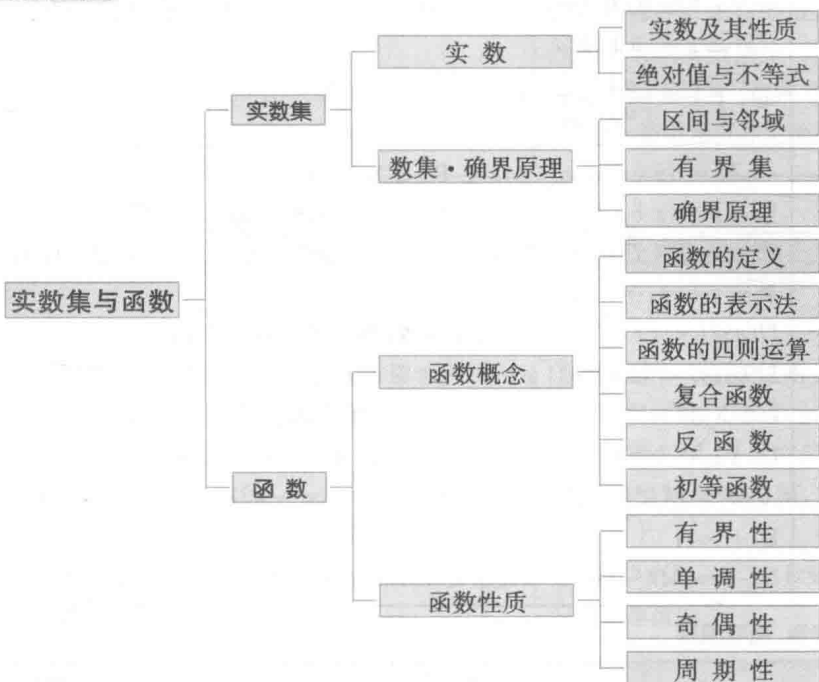 实数集与函数
实数集
实 数
实数及其性质
绝对值与不等式
数集·确界原理
区间与邻域
有 界 集
确界原理
函 数
函数概念
函数的定义
函数的表示法
函数的四则运算
复合函数
反 函 数
初等函数
函数性质
有 界 性
单 调 性
奇 偶 性
周 期 性